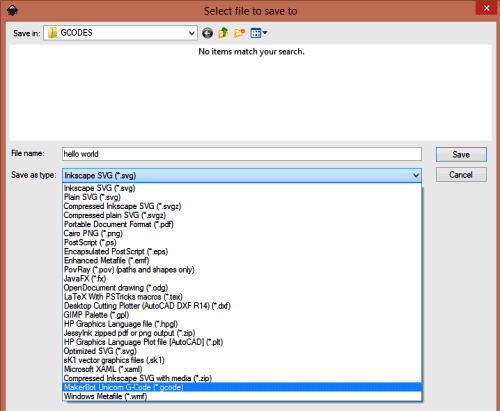 Select file to save to
Save in: GCODES
No items match your search.
File name: hello world Save
Save as type: Inkscape SVG (*.svg) Cancel
Inkscape SVG (*.svg)
Plain SVG (*.svg)
Compressed Inkscape SVG (*.svgz)
Compressed plain SVG (*.svgz)
Portable Document Format (*.pdf)
Cairo PNG (*.png)
PostScript (*.ps)
Encapsulated PostScript (*.eps)
Enhanced Metafile (*.emf)
PovRay (*.pov) (paths and shapes only)
JavaFX (*.fx)
OpenDocument drawing (*.odg)
LaTeX With PSTricks macros (*.tex)
Desktop Cutting Plotter (AutoCAD DXF R14) (*.dxf)
GIMP Palette (*.gpl)
HP Graphics Language file (*.hpgl)
JessyInk zipped pdf or png output (*.zip)
HP Graphics Language Plot file [AutoCAD] (*.plt)
Optimized SVG (*.svg)
sK1 vector graphics files (.sk1)
Microsoft XAML (*.xaml)
Compressed Inkscape SVG with media (*.zip)
MakerBot Unicorn G-Code (*.gcode)
Windows Metafile (*.wmf)